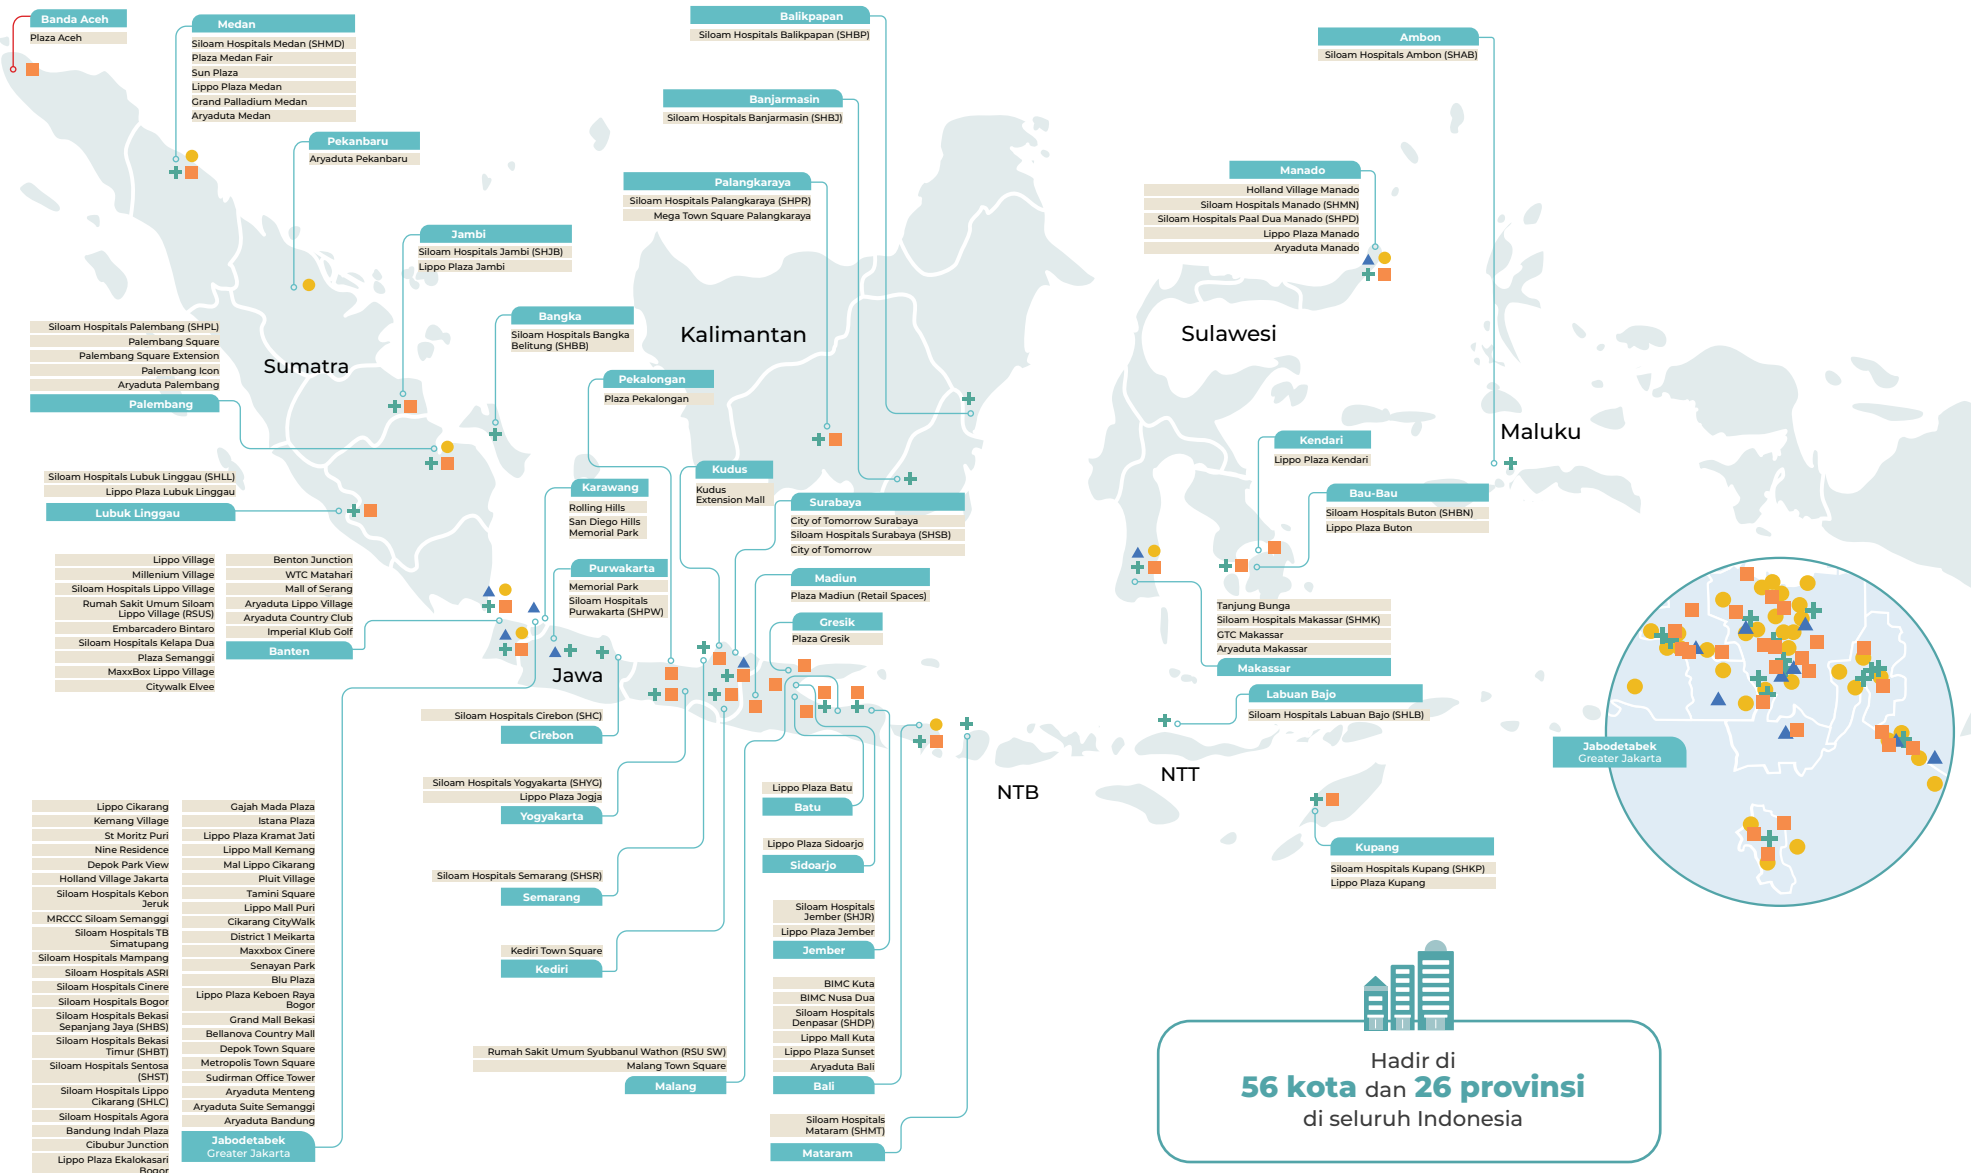 Banda Aceh
Plaza Aceh
Medan
Siloam Hospitals Medan (SHMD)
Plaza Medan Fair
Sun Plaza
Lippo Plaza Medan
Grand Palladium Medan
Aryaduta Medan
Pekanbaru
Aryaduta Pekanbaru
Jambi
Siloam Hospitals Jambi (SHJB)
Lippo Plaza Jambi
Bangka
Siloam Hospitals Bangka
Belitung (SHBB)
Sumatra
Siloam Hospitals Palembang (SHPL)
Palembang Square
Palembang Square Extension
Palembang Icon
Aryaduta Palembang
Palembang
Siloam Hospitals Lubuk Linggau (SHLL)
Lippo Plaza Lubuk Linggau
Lubuk Linggau
Balikpapan
Siloam Hospitals Balikpapan (SHBP)
Banjarmasin
Siloam Hospitals Banjarmasin (SHBJ)
Palangkaraya
Siloam Hospitals Palangkaraya (SHPR)
Mega Town Square Palangkaraya
Kalimantan
Ambon
Siloam Hospitals Ambon (SHAB)
Manado
Holland Village Manado
Siloam Hospitals Manado (SHMN)
Siloam Hospitals Paal Dua Manado (SHPD)
Lippo Plaza Manado
Aryaduta Manado
Sulawesi
Maluku
Kendari
Lippo Plaza Kendari
Bau-Bau
Siloam Hospitals Buton (SHBN)
Lippo Plaza Buton
Tanjung Bunga
Siloam Hospitals Makassar (SHMK)
GTC Makassar
Aryaduta Makassar
Makassar
Labuan Bajo
Siloam Hospitals Labuan Bajo (SHLB)
NTT
NTB
Kupang
Siloam Hospitals Kupang (SHKP)
Lippo Plaza Kupang
Pekalongan
Plaza Pekalongan
Kudus
Kudus
Extension Mall
Karawang
Rolling Hills
San Diego Hills
Memorial Park
Surabaya
City of Tomorrow Surabaya
Siloam Hospitals Surabaya (SHSB)
City of Tomorrow
Purwakarta
Memorial Park
Siloam Hospitals
Purwakarta (SHPW)
Madiun
Plaza Madiun (Retail Spaces)
Gresik
Plaza Gresik
Jawa
Lippo Village
Millenium Village
Siloam Hospitals Lippo Village
Rumah Sakit Umum Siloam
Lippo Village (RSUS)
Embarcadero Bintaro
Siloam Hospitals Kelapa Dua
Plaza Semanggi
MaxxBox Lippo Village
Citywalk Elvee
Benton Junction
WTC Matahari
Mall of Serang
Aryaduta Lippo Village
Aryaduta Country Club
Imperial Klub Golf
Banten
Siloam Hospitals Cirebon (SHC)
Cirebon
Siloam Hospitals Yogyakarta (SHYG)
Lippo Plaza Jogja
Yogyakarta
Siloam Hospitals Semarang (SHSR)
Semarang
Kediri Town Square
Kediri
Rumah Sakit Umum Syubbanul Wathon (RSU SW)
Malang Town Square
Malang
Lippo Plaza Batu
Batu
Lippo Plaza Sidoarjo
Sidoarjo
Siloam Hospitals
Jember (SHJR)
Lippo Plaza Jember
Jember
BIMC Kuta
BIMC Nusa Dua
Siloam Hospitals
Denpasar (SHDP)
Lippo Mall Kuta
Lippo Plaza Sunset
Aryaduta Bali
Bali
Siloam Hospitals
Mataram (SHMT)
Mataram
Lippo Cikarang
Kemang Village
St Moritz Puri
Nine Residence
Depok Park View
Holland Village Jakarta
Siloam Hospitals Kebon
Jeruk
MRCCC Siloam Semanggi
Siloam Hospitals TB
Simatupang
Siloam Hospitals Mampang
Siloam Hospitals ASRI
Siloam Hospitals Cinere
Siloam Hospitals Bogor
Siloam Hospitals Bekasi
Sepanjang Jaya (SHBS)
Siloam Hospitals Bekasi
Timur (SHBT)
Siloam Hospitals Sentosa
(SHST)
Siloam Hospitals Lippo
Cikarang (SHLC)
Siloam Hospitals Agora
Bandung Indah Plaza
Cibubur Junction
Lippo Plaza Ekalokasari
Bogor
Gajah Mada Plaza
Istana Plaza
Lippo Plaza Kramat Jati
Lippo Mall Kemang
Mal Lippo Cikarang
Pluit Village
Tamini Square
Lippo Mall Puri
Cikarang CityWalk
District 1 Meikarta
Maxxbox Cinere
Senayan Park
Blu Plaza
Lippo Plaza Keboen Raya
Bogor
Grand Mall Bekasi
Bellanova Country Mall
Depok Town Square
Metropolis Town Square
Sudirman Office Tower
Aryaduta Menteng
Aryaduta Suite Semanggi
Aryaduta Bandung
Jabodetabek
Greater Jakarta
Jabodetabek
Greater Jakarta
Hadir di
56 kota dan 26 provinsi
di seluruh Indonesia